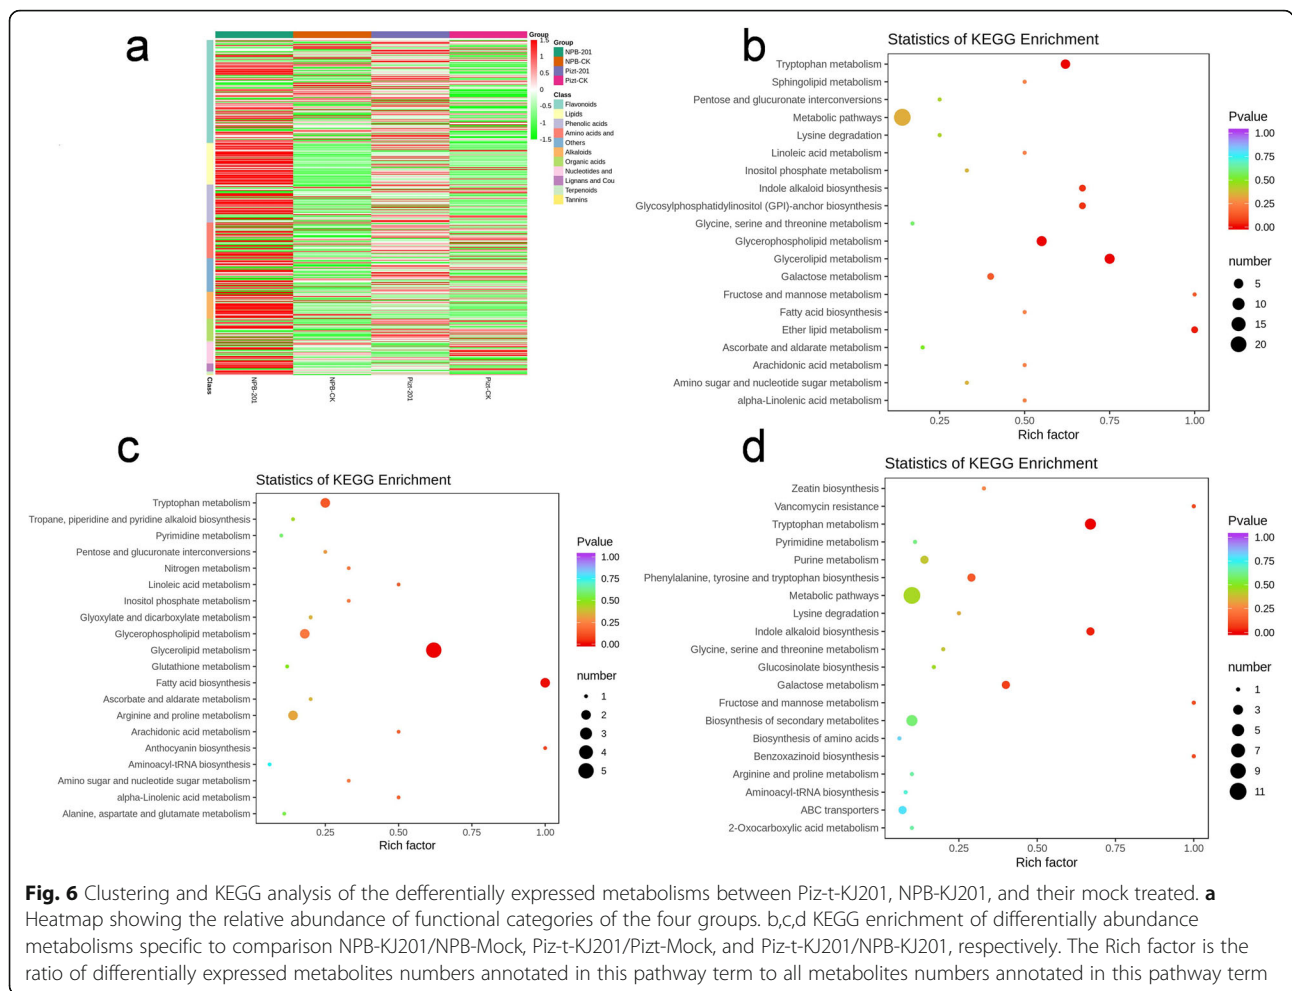 a
Group
1.5
1
0.5
0
-0.5
-1
-1.5
Group
NPB-201
NPB-CK
Pizt-201
Pizt-CK
Class
Flavonoids
Lipids
Phenolic acids
Amino acids and
Others
Alkaloids
Organic acids
Nucleotides and
Lignans and Cou
Terpenoids
Tannins
Class
NPB-201
NPB-CK
Pizt-201
Pizt-CK
b
Statistics of KEGG Enrichment
Tryptophan metabolism
Sphingolipid metabolism
Pentose and glucuronate interconversions
Metabolic pathways
Lysine degradation
Linoleic acid metabolism
Inositol phosphate metabolism
Indole alkaloid biosynthesis
Glycosylphosphatidylinositol (GPI)-anchor biosynthesis
Glycine, serine and threonine metabolism
Glycerophospholipid metabolism
Glycerolipid metabolism
Galactose metabolism
Fructose and mannose metabolism
Fatty acid biosynthesis
Ether lipid metabolism
Ascorbate and aldarate metabolism
Arachidonic acid metabolism
Amino sugar and nucleotide sugar metabolism
alpha-Linolenic acid metabolism
0.25 0.50 0.75 1.00
Rich factor
Pvalue
1.00
0.75
0.50
0.25
0.00
number
5
10
15
20
c
Statistics of KEGG Enrichment
Tryptophan metabolism
Tropane, piperidine and pyridine alkaloid biosynthesis
Pyrimidine metabolism
Pentose and glucuronate interconversions
Nitrogen metabolism
Linoleic acid metabolism
Inositol phosphate metabolism
Glyoxylate and dicarboxylate metabolism
Glycerophospholipid metabolism
Glycerolipid metabolism
Glutathione metabolism
Fatty acid biosynthesis
Ascorbate and aldarate metabolism
Arginine and proline metabolism
Arachidonic acid metabolism
Anthocyanin biosynthesis
Aminoacyl-tRNA biosynthesis
Amino sugar and nucleotide sugar metabolism
alpha-Linolenic acid metabolism
Alanine, aspartate and glutamate metabolism
0.25 0.50 0.75 1.00
Rich factor
Pvalue
1.00
0.75
0.50
0.25
0.00
number
1
2
3
4
5
d
Statistics of KEGG Enrichment
Zeatin biosynthesis
Vancomycin resistance
Tryptophan metabolism
Pyrimidine metabolism
Purine metabolism
Phenylalanine, tyrosine and tryptophan biosynthesis
Metabolic pathways
Lysine degradation
Indole alkaloid biosynthesis
Glycine, serine and threonine metabolism
Glucosinolate biosynthesis
Galactose metabolism
Fructose and mannose metabolism
Biosynthesis of secondary metabolites
Biosynthesis of amino acids
Benzoxazinoid biosynthesis
Arginine and proline metabolism
Aminoacyl-tRNA biosynthesis
ABC transporters
2-Oxocarboxylic acid metabolism
0.25 0.50 0.75 1.00
Rich factor
Pvalue
1.00
0.75
0.50
0.25
0.00
number
1
3
5
7
9
11
Fig. 6 Clustering and KEGG analysis of the defferentially expressed metabolisms between Piz-t-KJ201, NPB-KJ201, and their mock treated. a
Heatmap showing the relative abundance of functional categories of the four groups. b,c,d KEGG enrichment of differentially abundance
metabolisms specific to comparison NPB-KJ201/NPB-Mock, Piz-t-KJ201/Pizt-Mock, and Piz-t-KJ201/NPB-KJ201, respectively. The Rich factor is the
ratio of differentially expressed metabolites numbers annotated in this pathway term to all metabolites numbers annotated in this pathway term